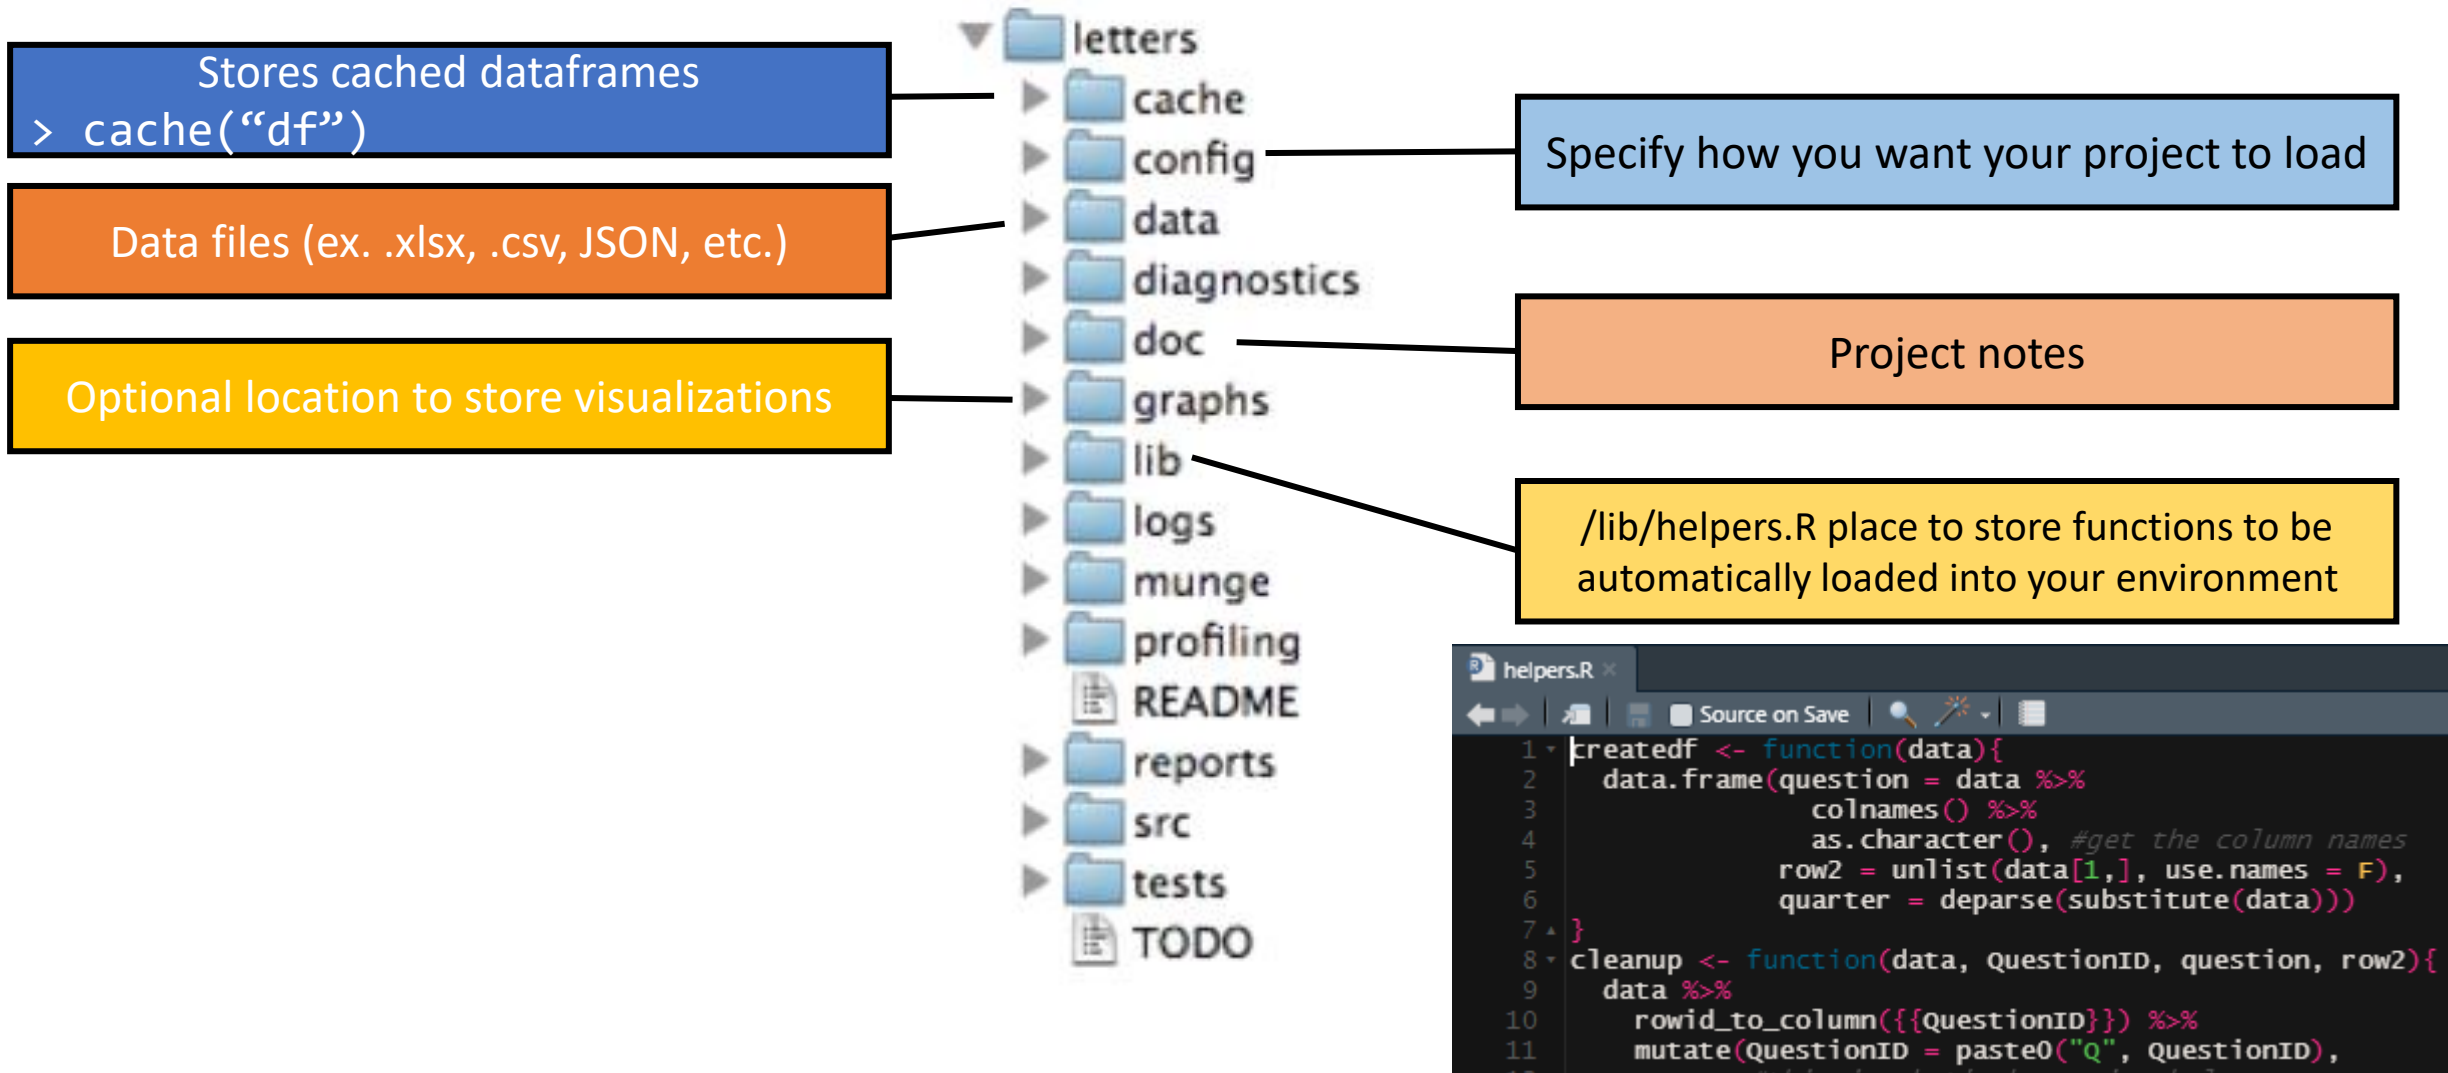 Stores cached dataframes
> cache(“df”)
Data files (ex. .xlsx, .csv, JSON, etc.)
Optional location to store visualizations
letters
cache
config
data
diagnostics
doc
graphs
lib
logs
munge
profiling
README
reports
src
tests
TODO
Specify how you want your project to load
Project notes
/lib/helpers.R place to store functions to be
automatically loaded into your environment
helpers.R
Source on Save
1 createdf <- function(data){
2 data.frame(question = data %>%
3 colnames() %>%
4 as.character(), #get the column names
5 row2 = unlist(data[1,], use.names = F),
6 quarter = deparse(substitute(data)))
7 }
8 cleanup <- function(data, QuestionID, question, row2){
9 data %>%
10 rowid_to_column({{QuestionID}}) %>%
11 mutate(QuestionID = paste0("Q", QuestionID),